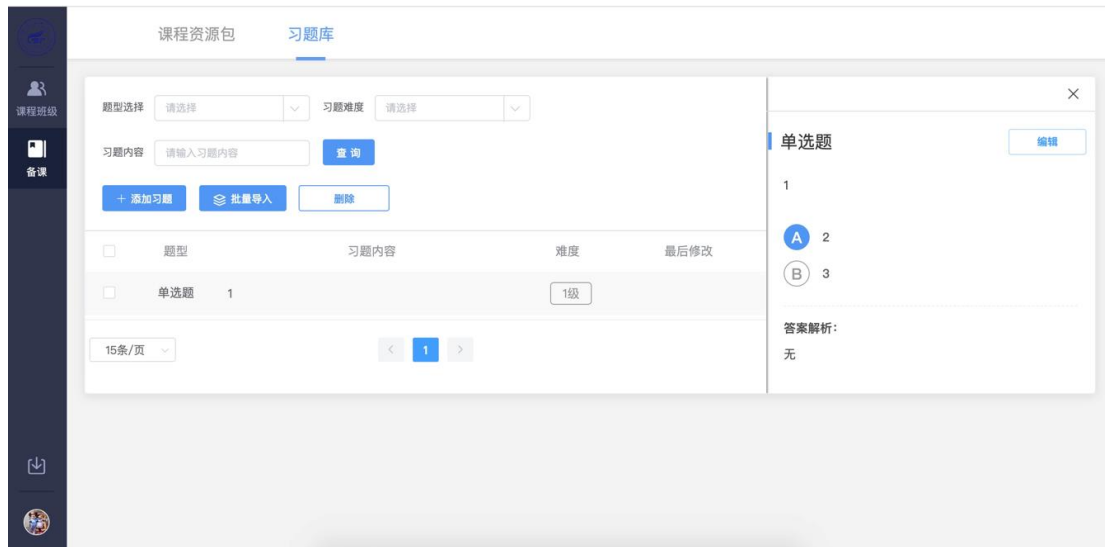 课程资源包 习题库
课程班级
备课
题型选择 请选择 习题难度 请选择
习题内容 请输入习题内容 查询
+ 添加习题 批量导入 删除
题型 习题内容 难度 最后修改
单选题 1 1级
15条/页 < 1 >
单选题 编辑
1
A 2
B 3
答案解析：
无